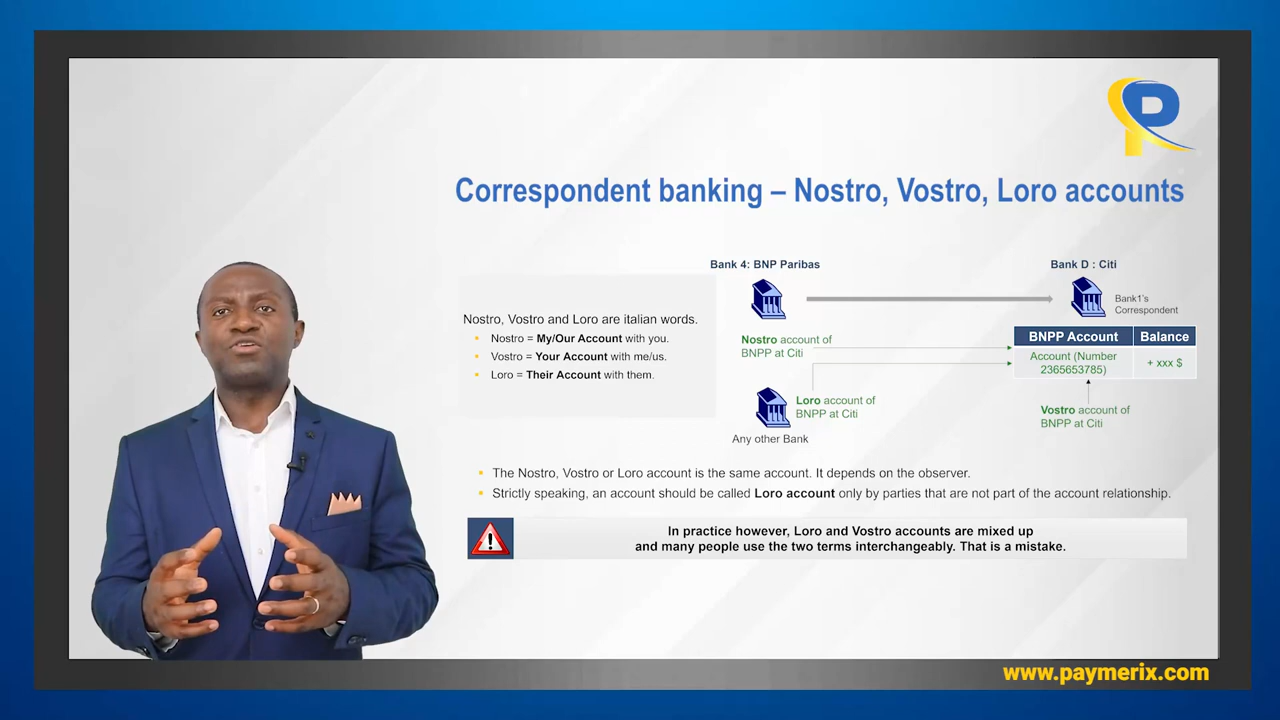 Correspondent banking – Nostro, Vostro, Loro accounts
Nostro, Vostro and Loro are italian words.
Nostro = My/Our Account with you.
Vostro = Your Account with me/us.
Loro = Their Account with them.
Bank 4: BNP Paribas
Bank D : Citi
Bank1's
Correspondent
Nostro account of
BNPP at Citi
BNPP Account
Balance
Account (Number
2365653785)
+ xxx $
Loro account of
BNPP at Citi
Any other Bank
Vostro account of
BNPP at Citi
The Nostro, Vostro or Loro account is the same account. It depends on the observer.
Strictly speaking, an account should be called Loro account only by parties that are not part of the account relationship.
In practice however, Loro and Vostro accounts are mixed up
and many people use the two terms interchangeably. That is a mistake.
www.paymerix.com